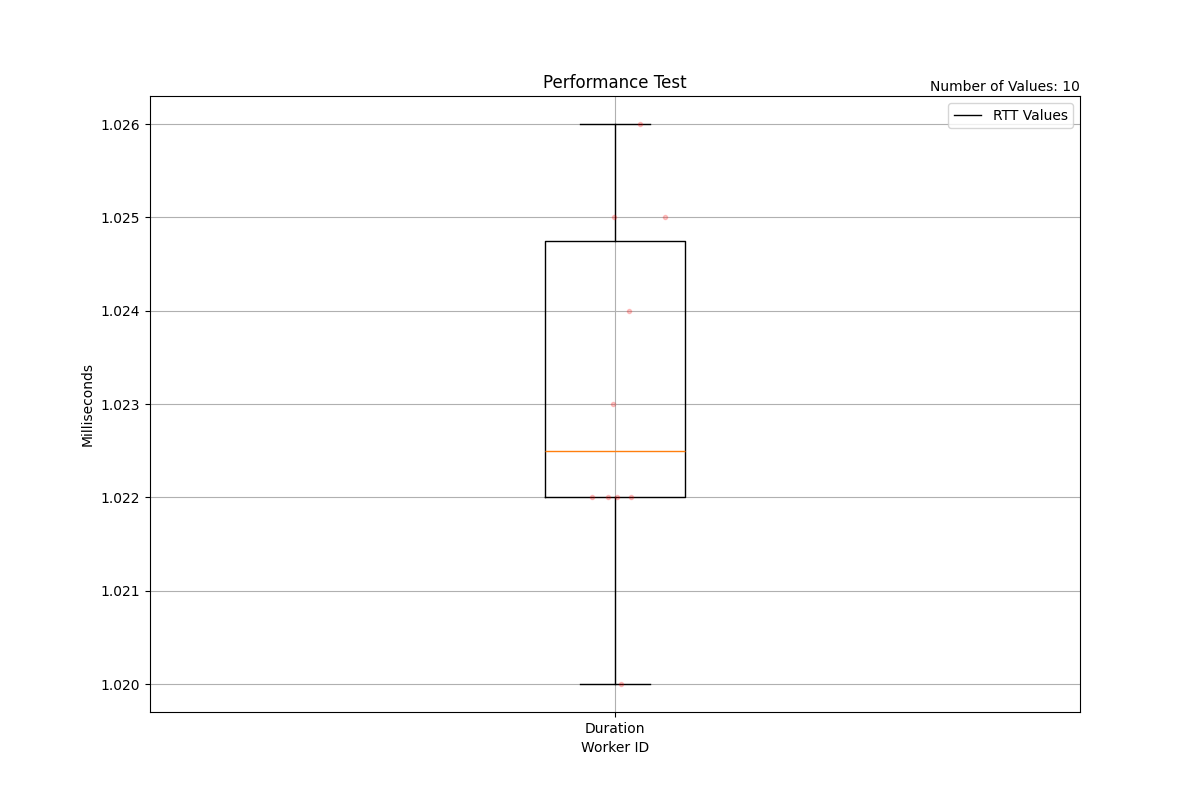 Performance Test
Number of Values: 10
RTT Values
1.026
1.025
1.024
1.023
1.022
1.021
1.020
Milliseconds
Duration
Worker ID